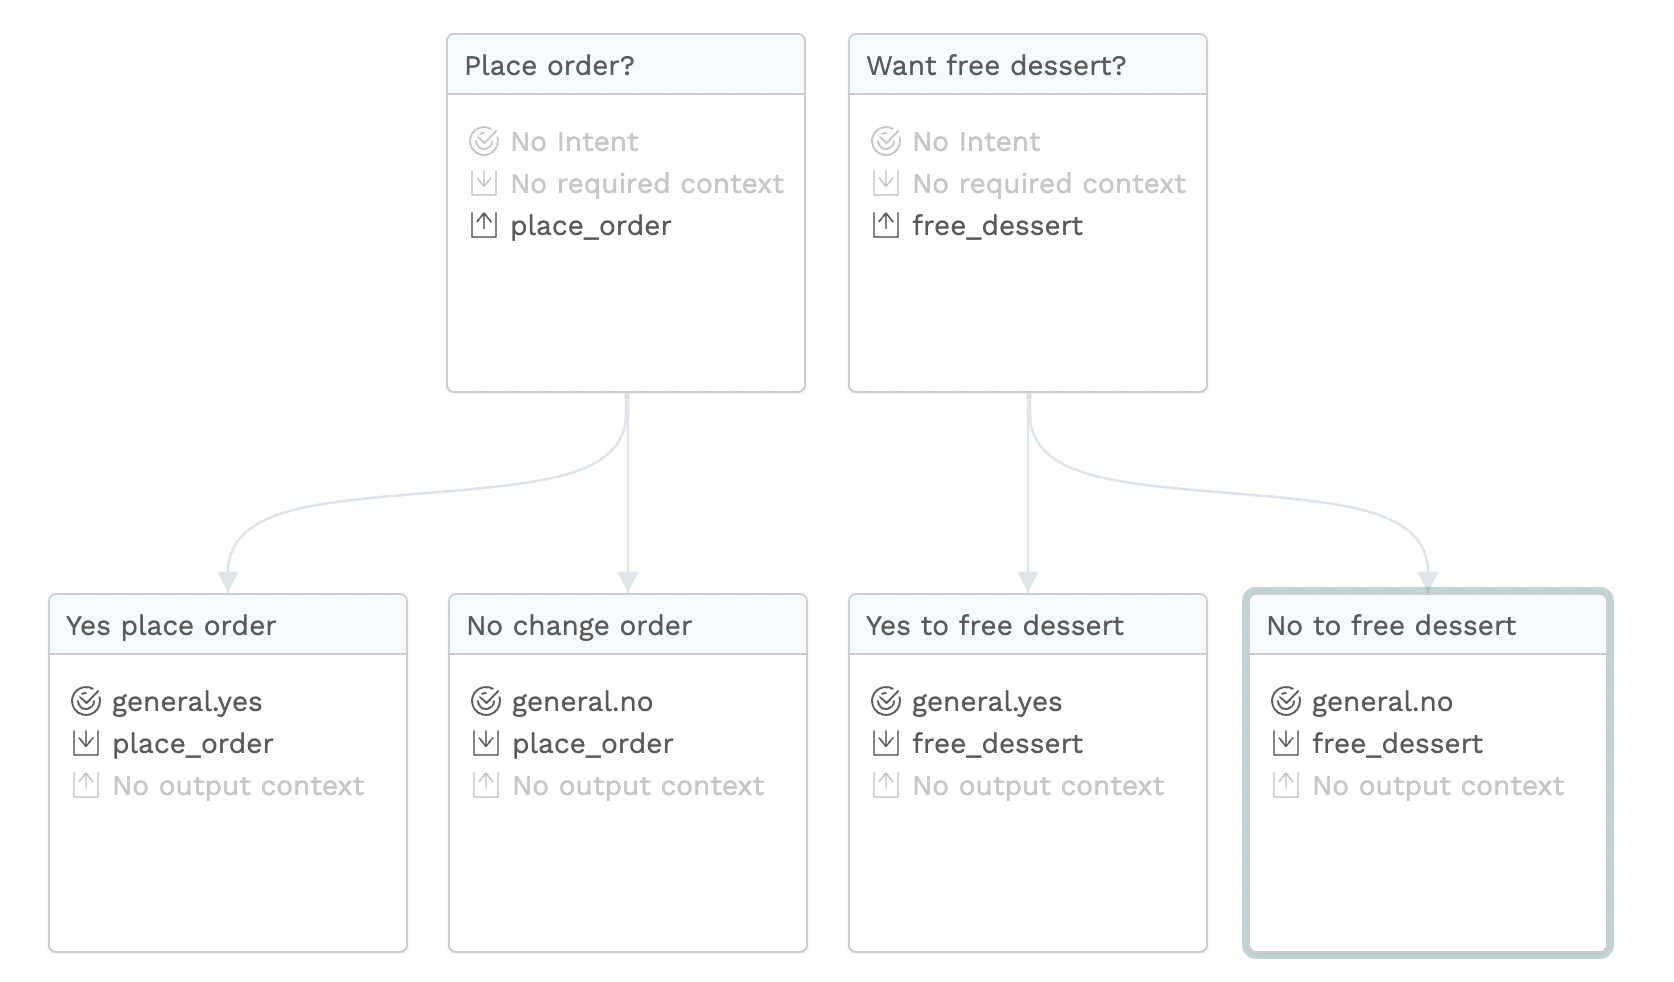 Place order?
No Intent
No required context
place_order
Want free dessert?
No Intent
No required context
free_dessert
Yes place order
general.yes
place_order
No output context
No change order
general.no
place_order
No output context
Yes to free dessert
general.yes
free_dessert
No output context
No to free dessert
general.no
free_dessert
No output context